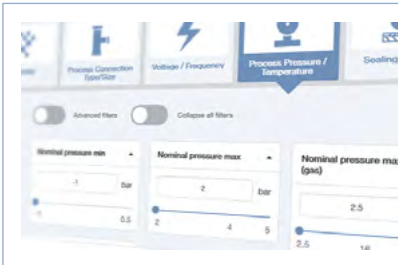 Process Connection
Type/Size
Voltage / Frequency
Process Pressure /
Temperature
Sealing
Advanced filters
Collapse all filters
Nominal pressure min
-1
bar
-1
0.5
Nominal pressure max
2
bar
2
4
5
Nominal pressure max
(gas)
2.5
2.5
16